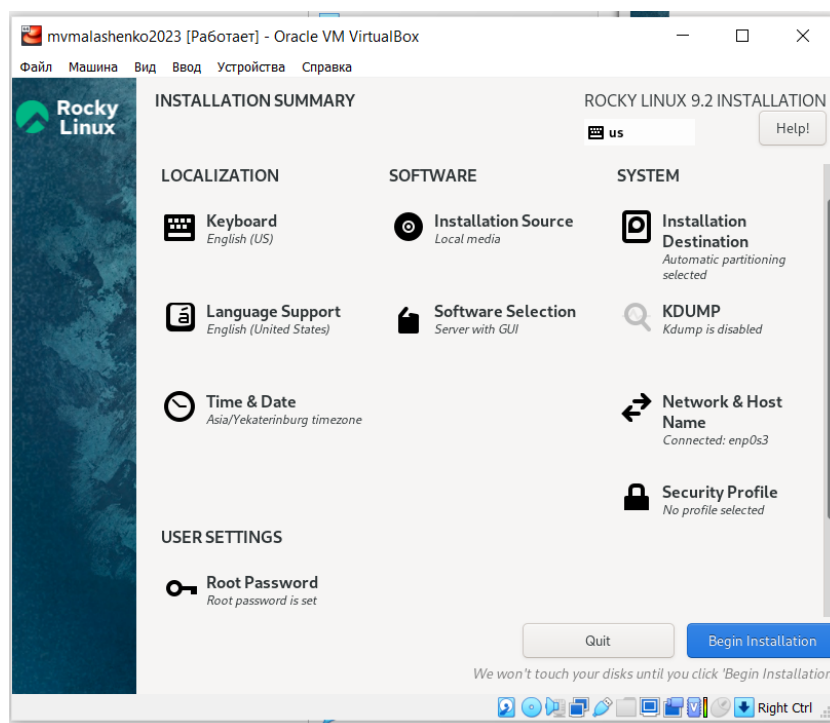 mvmalashenko2023 [Работает] - Oracle VM VirtualBox
Файл Машина Вид Ввод Устройства Справка
Rocky
Linux
INSTALLATION SUMMARY
ROCKY LINUX 9.2 INSTALLATION
us
Help!
LOCALIZATION
SOFTWARE
SYSTEM
Keyboard
English (US)
Installation Source
Local media
Installation
Destination
Automatic partitioning
selected
Language Support
English (United States)
Software Selection
Server with GUI
KDUMP
Kdump is disabled
Time & Date
Asia/Yekaterinburg timezone
Network & Host
Name
Connected: enp0s3
Security Profile
No profile selected
USER SETTINGS
Root Password
Root password is set
Quit
Begin Installation
We won't touch your disks until you click 'Begin Installation
Right Ctrl